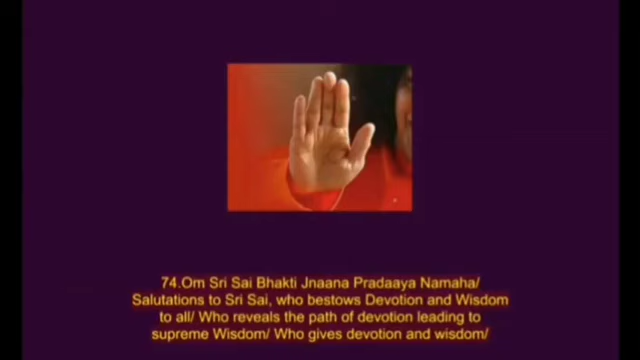 74.Om Sri Sai Bhakti Jnaana Pradaaya Namaha/
Salutations to Sri Sai, who bestows Devotion and Wisdom
to all/ Who reveals the path of devotion leading to
supreme Wisdom/ Who gives devotion and wisdom/